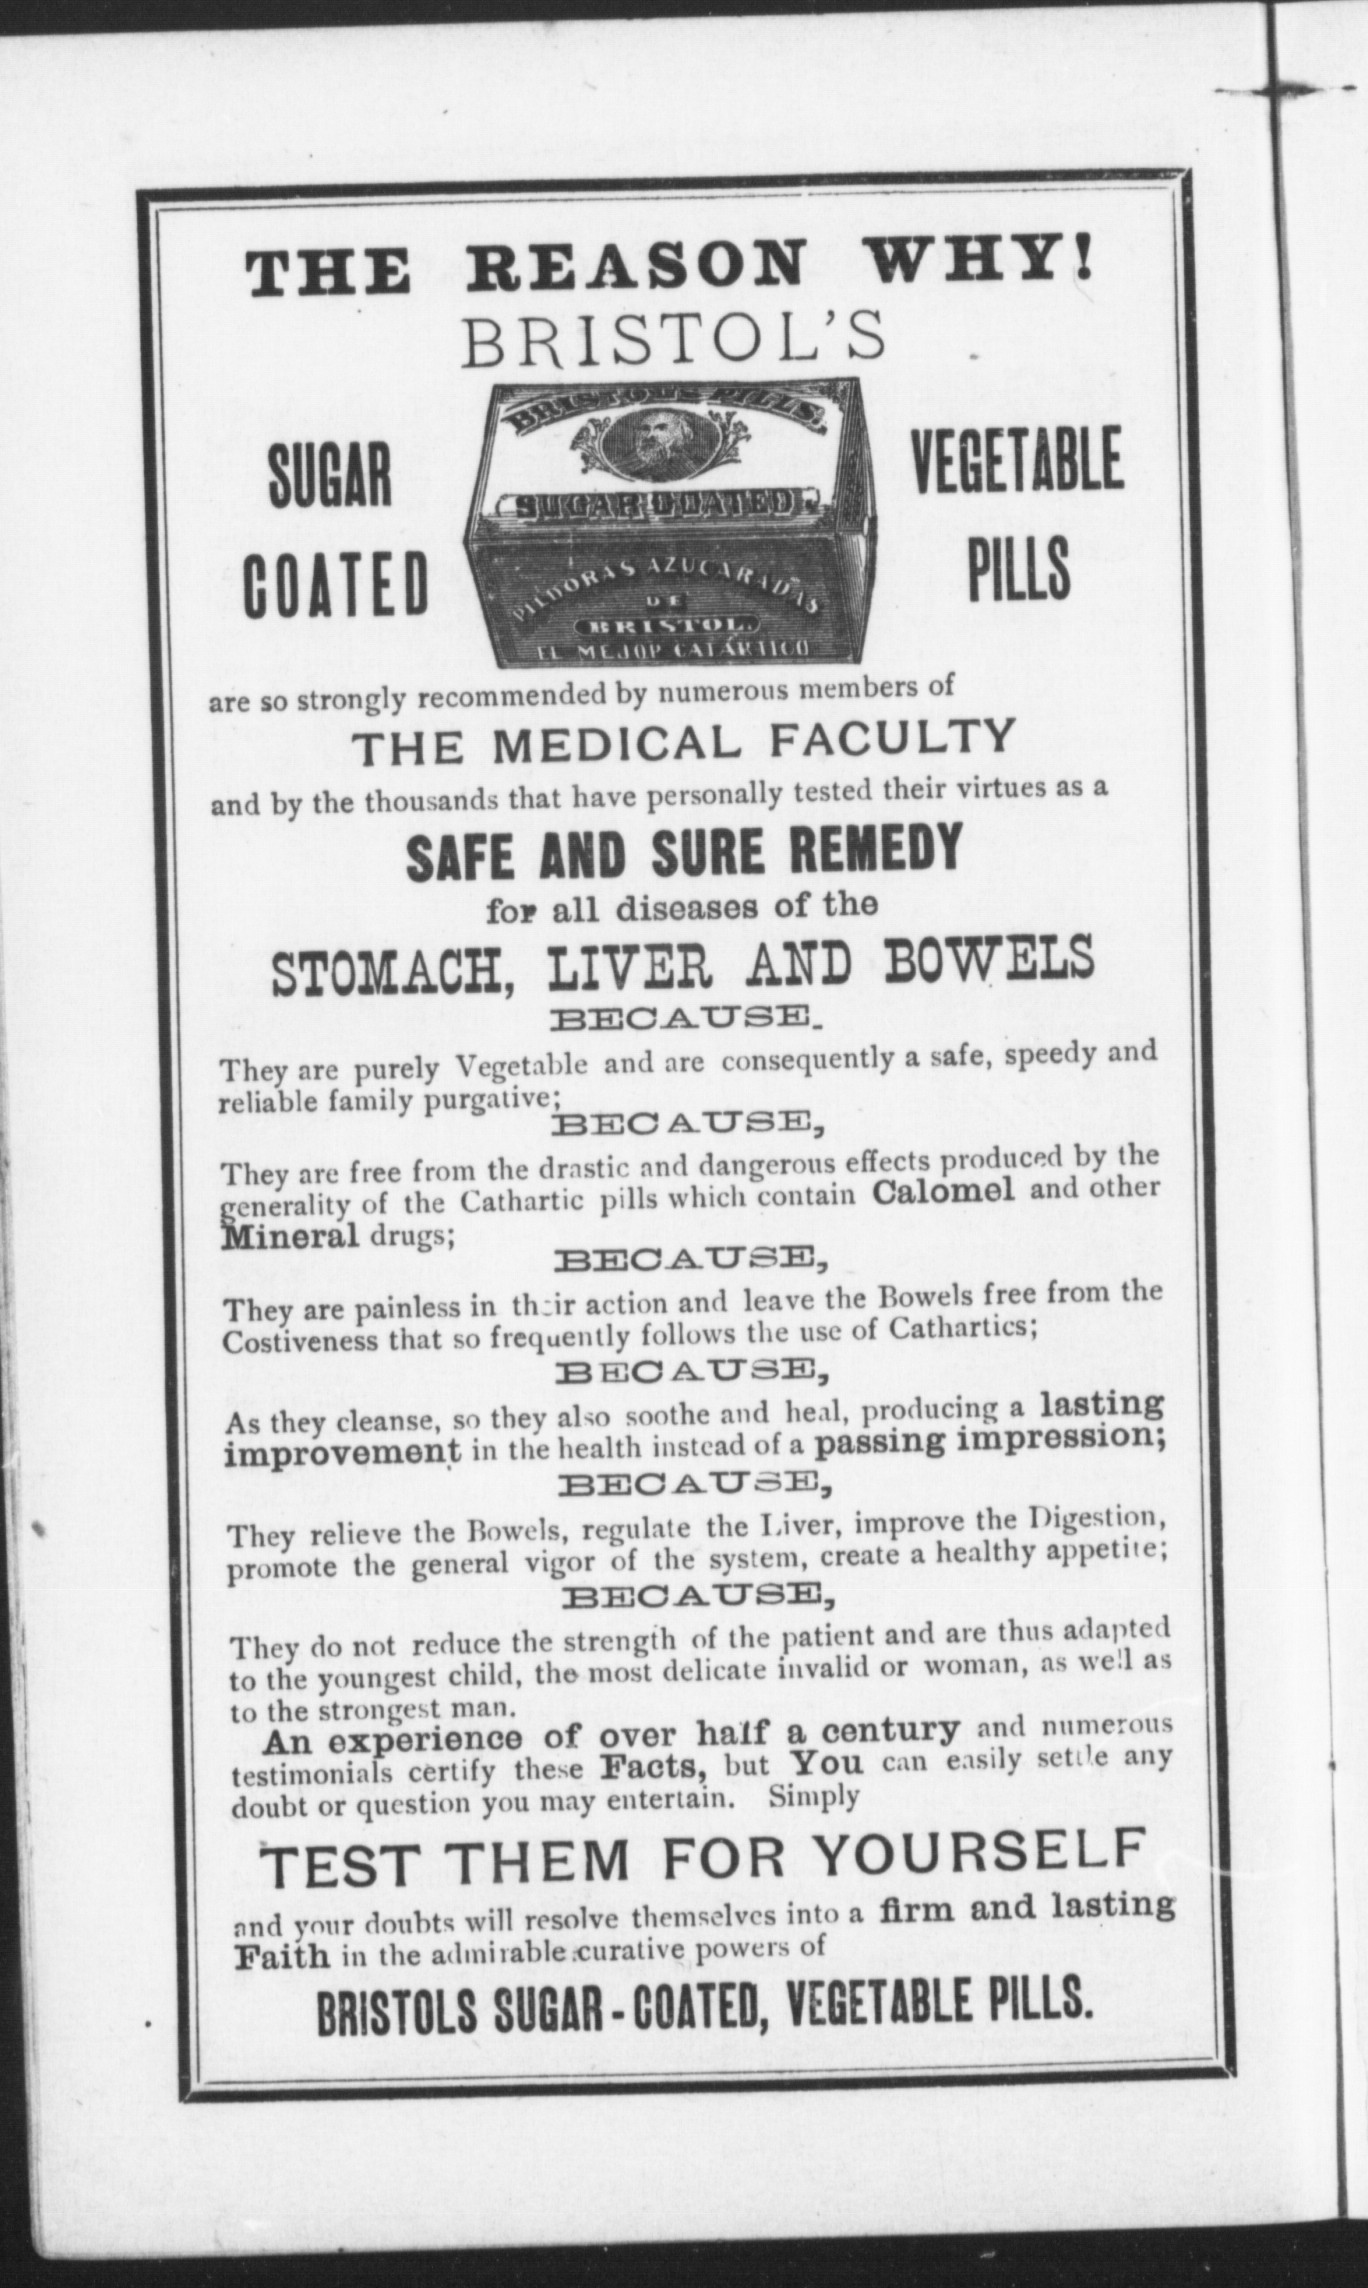 THE REASON WHY!
BRISTOL'S
SUGAR
COATED
BRISTOL'S PILLS.
SUGAR COATED.
PILDORAS AZUCARADAS
DE
BRISTOL.
EL MEJOR CATÁRTICO
VEGETABLE
PILLS
are so strongly recommended by numerous members of
THE MEDICAL FACULTY
and by the thousands that have personally tested their virtues as a
SAFE AND SURE REMEDY
for all diseases of the
STOMACH, LIVER AND BOWELS
BECAUSE.
They are purely Vegetable and are consequently a safe, speedy and
reliable family purgative;
BECAUSE,
They are free from the drastic and dangerous effects produced by the
generality of the Cathartic pills which contain Calomel and other
Mineral drugs;
BECAUSE,
They are painless in their action and leave the Bowels free from the
Costiveness that so frequently follows the use of Cathartics;
BECAUSE,
As they cleanse, so they also soothe and heal, producing a lasting
improvement in the health instead of a passing impression;
BECAUSE,
They relieve the Bowels, regulate the Liver, improve the Digestion,
promote the general vigor of the system, create a healthy appetite;
BECAUSE,
They do not reduce the strength of the patient and are thus adapted
to the youngest child, the most delicate invalid or woman, as well as
to the strongest man.
An experience of over half a century and numerous
testimonials certify these Facts, but You can easily settle any
doubt or question you may entertain. Simply
TEST THEM FOR YOURSELF
and your doubts will resolve themselves into a firm and lasting
Faith in the admirable curative powers of
BRISTOLS SUGAR-COATED, VEGETABLE PILLS.